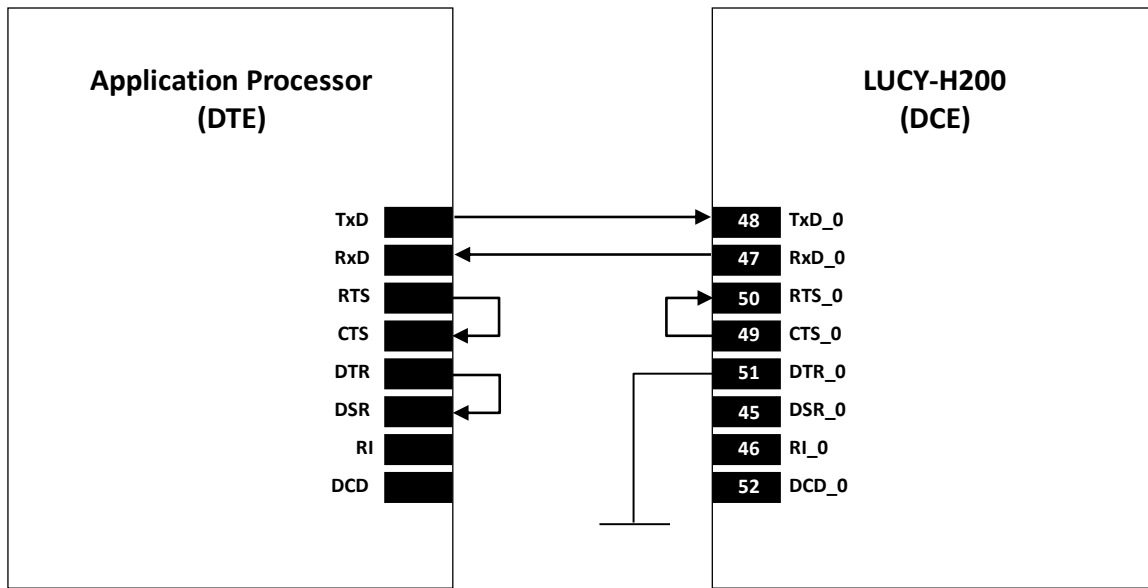 Application Processor
(DTE)
LUCY-H200
(DCE)
TxD
48 TxD_0
RxD
47 RxD_0
RTS
50 RTS_0
CTS
49 CTS_0
DTR
51 DTR_0
DSR
45 DSR_0
RI
46 RI_0
DCD
52 DCD_0